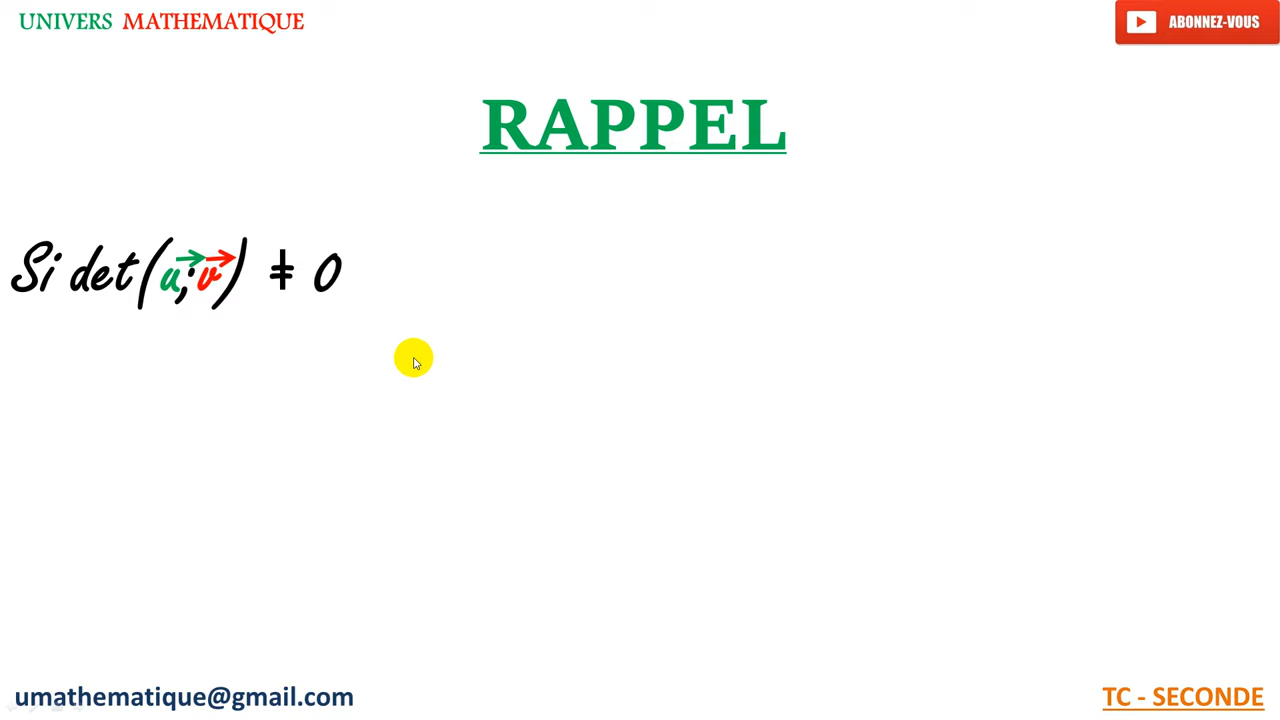 UNIVERS MATHEMATIQUE
ABONNEZ-VOUS
RAPPEL
Si det(u;v) ≠ 0
umathematique@gmail.com
TC - SECONDE